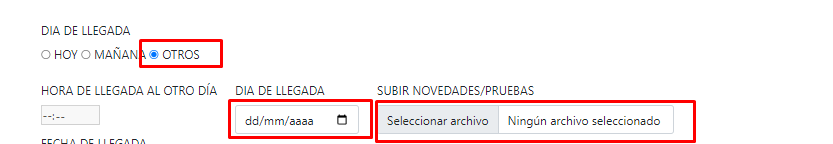 DIA DE LLEGADA
HOY MAÑANA OTROS
HORA DE LLEGADA AL OTRO DÍA DIA DE LLEGADA SUBIR NOVEDADES/PRUEBAS
--:-- dd/mm/aaaa Seleccionar archivo Ningún archivo seleccionado
FECHA DE LLEGADA